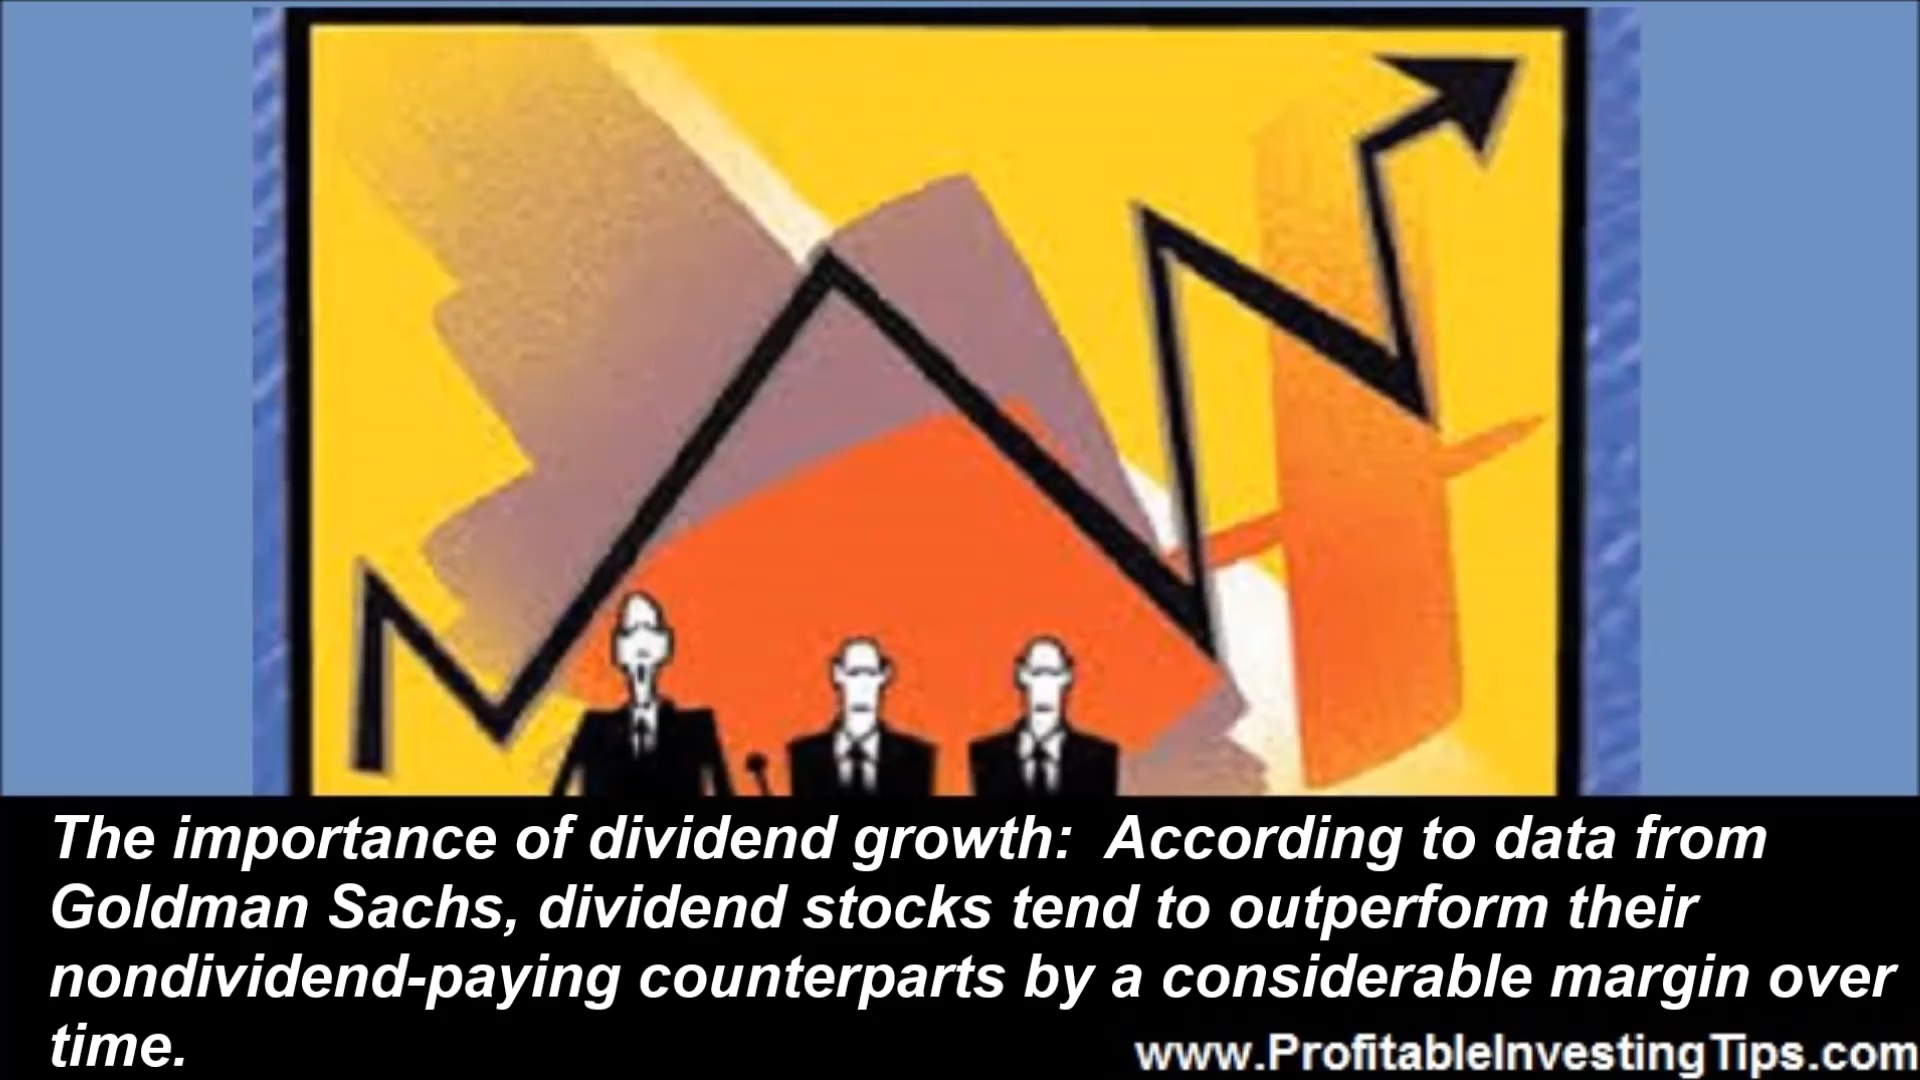 The importance of dividend growth:  According to data from
Goldman Sachs, dividend stocks tend to outperform their
nondividend-paying counterparts by a considerable margin over
time.
www.ProfitableInvestingTips.com